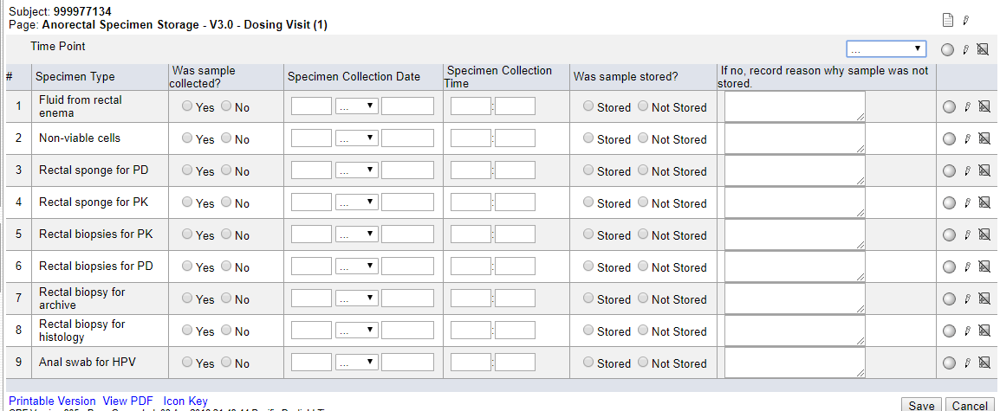 Subject: 999977134
Page: Anorectal Specimen Storage - V3.0 - Dosing Visit (1)
Time Point ...
# Specimen Type Was sample collected? Specimen Collection Date Specimen Collection Time Was sample stored? If no, record reason why sample was not stored.
1 Fluid from rectal enema Yes No ... : Stored Not Stored
2 Non-viable cells Yes No ... : Stored Not Stored
3 Rectal sponge for PD Yes No ... : Stored Not Stored
4 Rectal sponge for PK Yes No ... : Stored Not Stored
5 Rectal biopsies for PK Yes No ... : Stored Not Stored
6 Rectal biopsies for PD Yes No ... : Stored Not Stored
7 Rectal biopsy for archive Yes No ... : Stored Not Stored
8 Rectal biopsy for histology Yes No ... : Stored Not Stored
9 Anal swab for HPV Yes No ... : Stored Not Stored
Printable Version View PDF Icon Key
Save Cancel